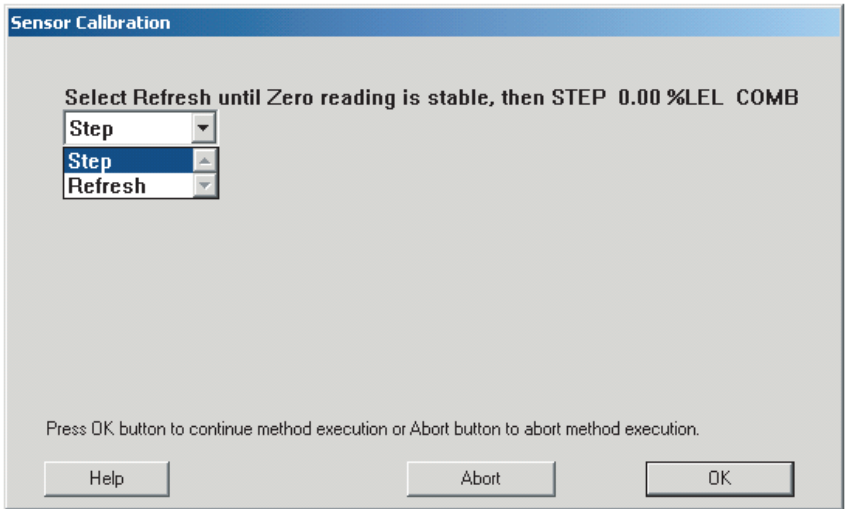 Sensor Calibration
Select Refresh until Zero reading is stable, then STEP 0.00 %LEL COMB
Step
Step
Refresh
Press OK button to continue method execution or Abort button to abort method execution.
Help Abort OK